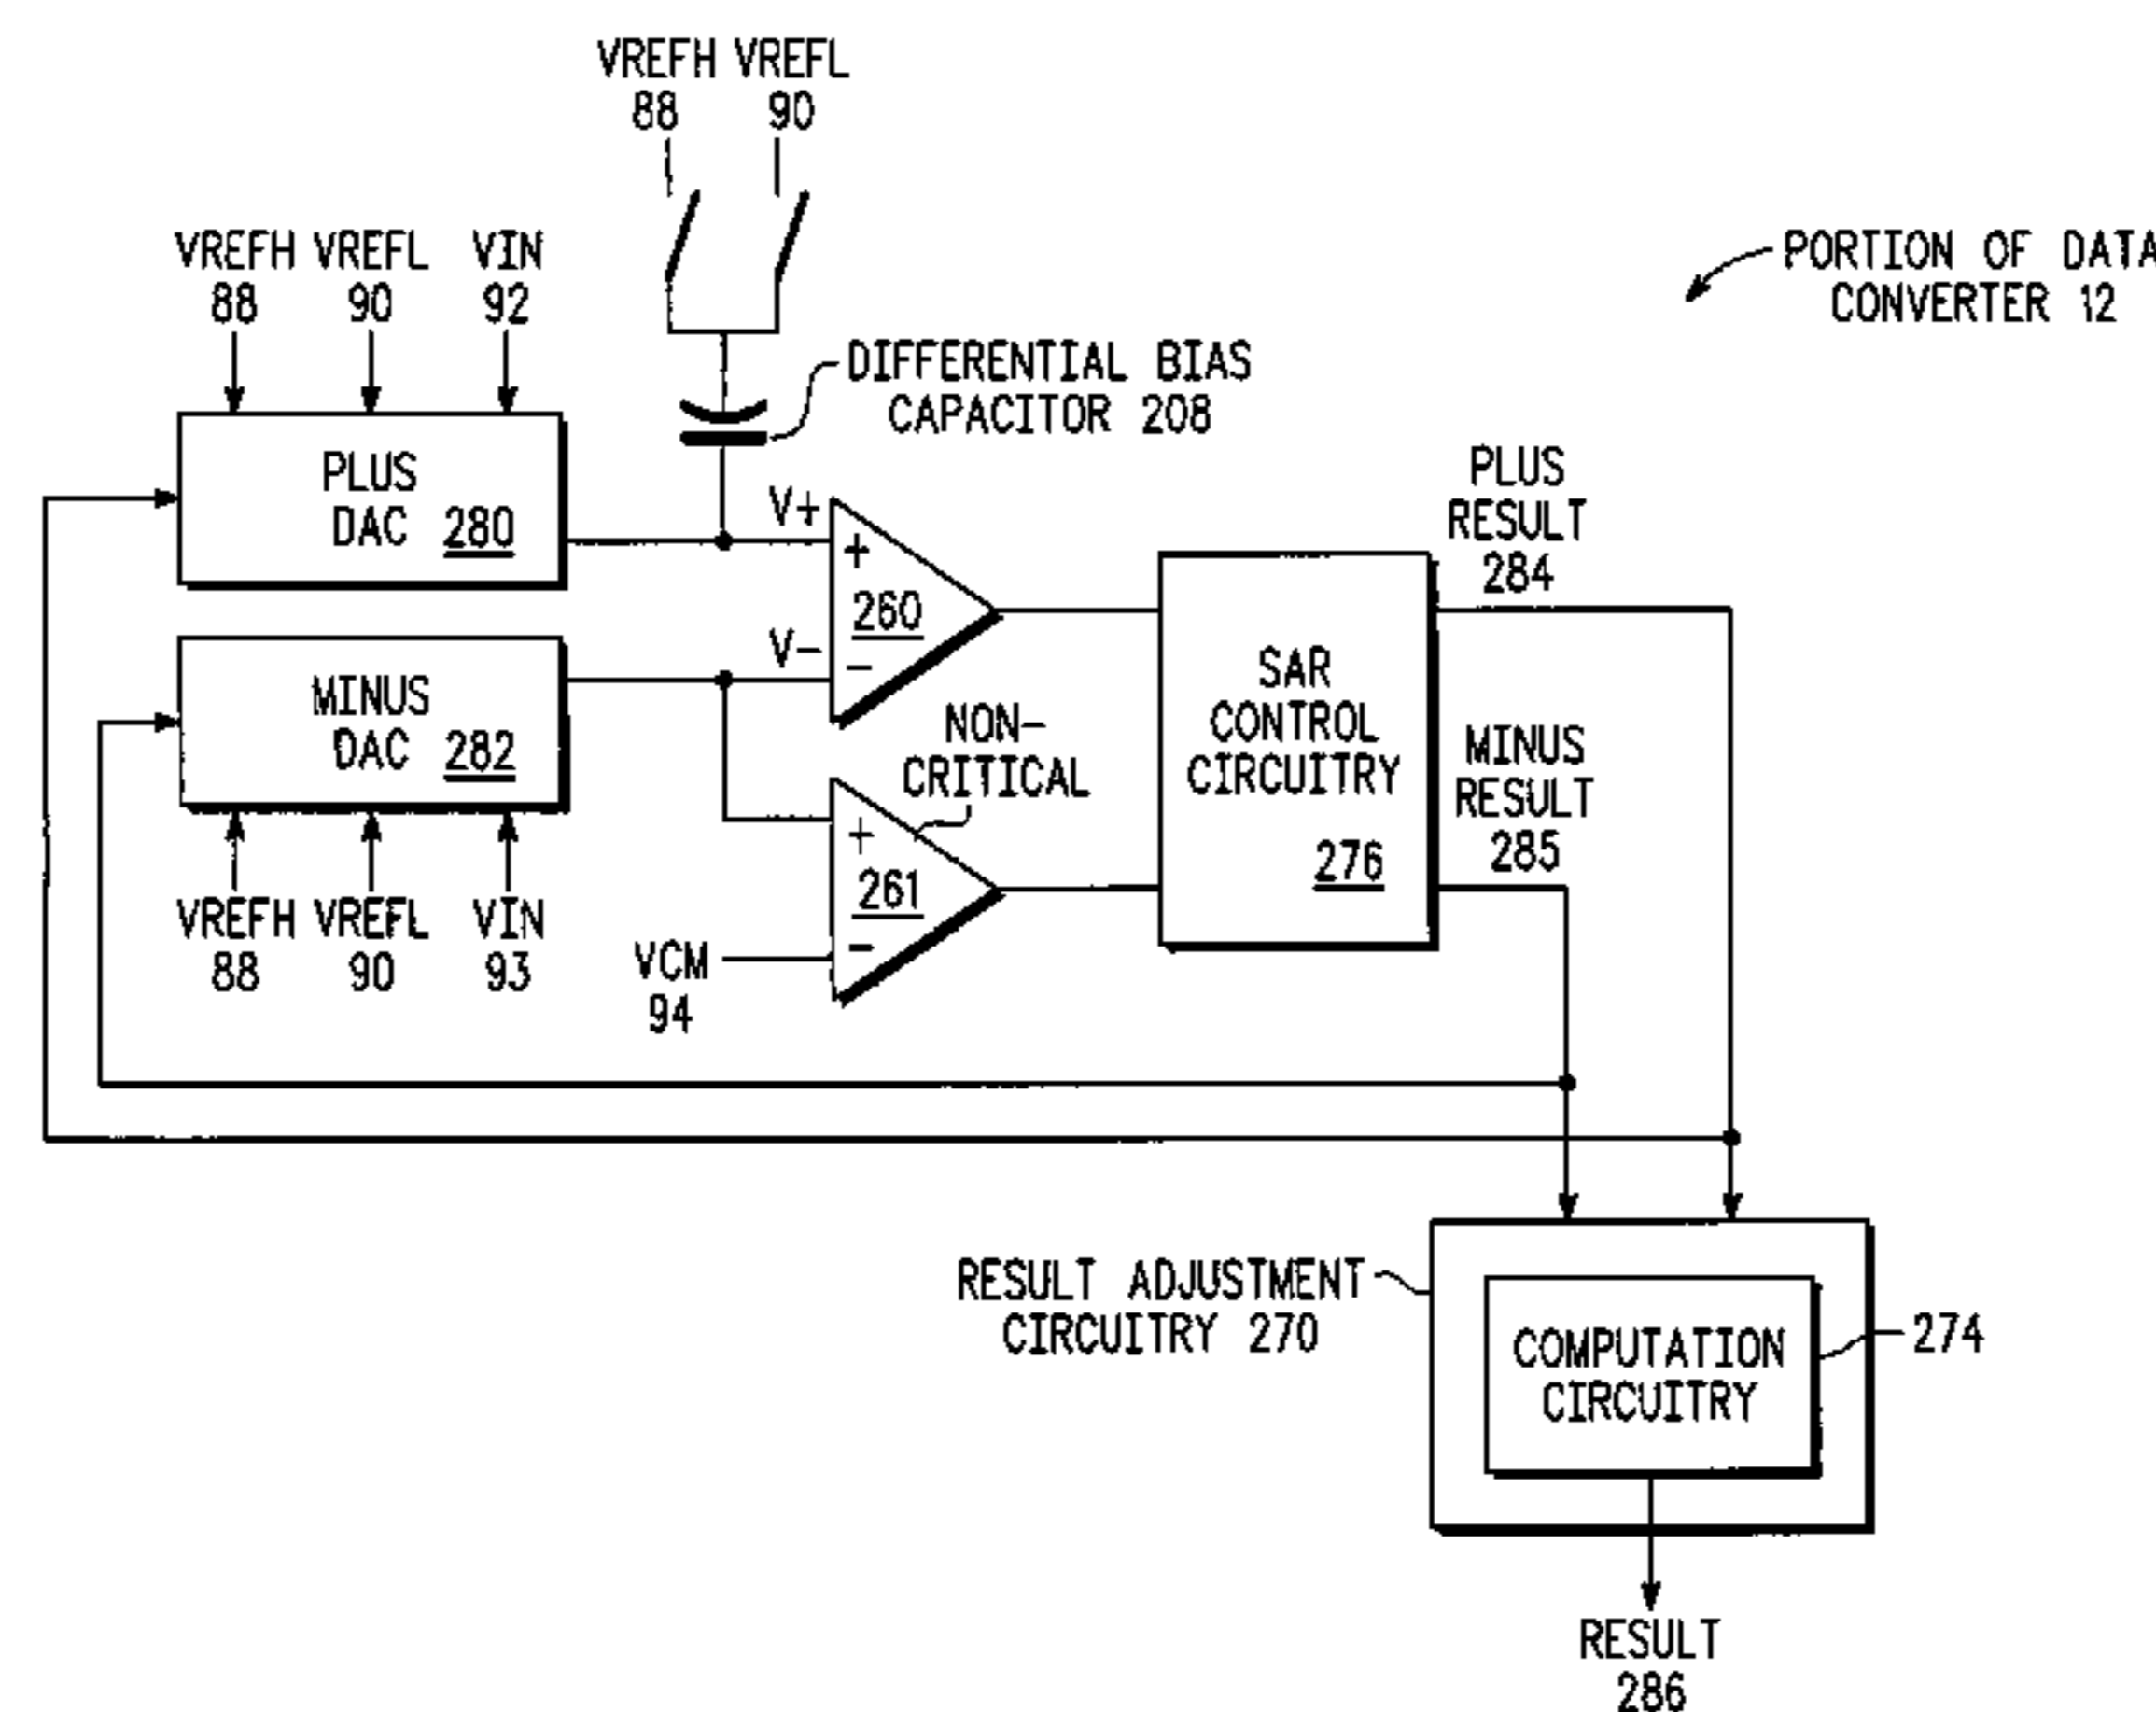 VREFH VREFL
88 90
VREFH VREFL VIN
88 90 92
PORTION OF DATA
CONVERTER 12
DIFFERENTIAL BIAS
CAPACITOR 208
PLUS
DAC 280
V+
+
260
V-
-
PLUS
RESULT
284
MINUS
DAC 282
NON-
CRITICAL
SAR
CONTROL
CIRCUITRY
276
MINUS
RESULT
285
+
261
-
VREFH VREFL VIN
88 90 93
VCM
94
RESULT ADJUSTMENT
CIRCUITRY 270
COMPUTATION
CIRCUITRY
274
RESULT
286